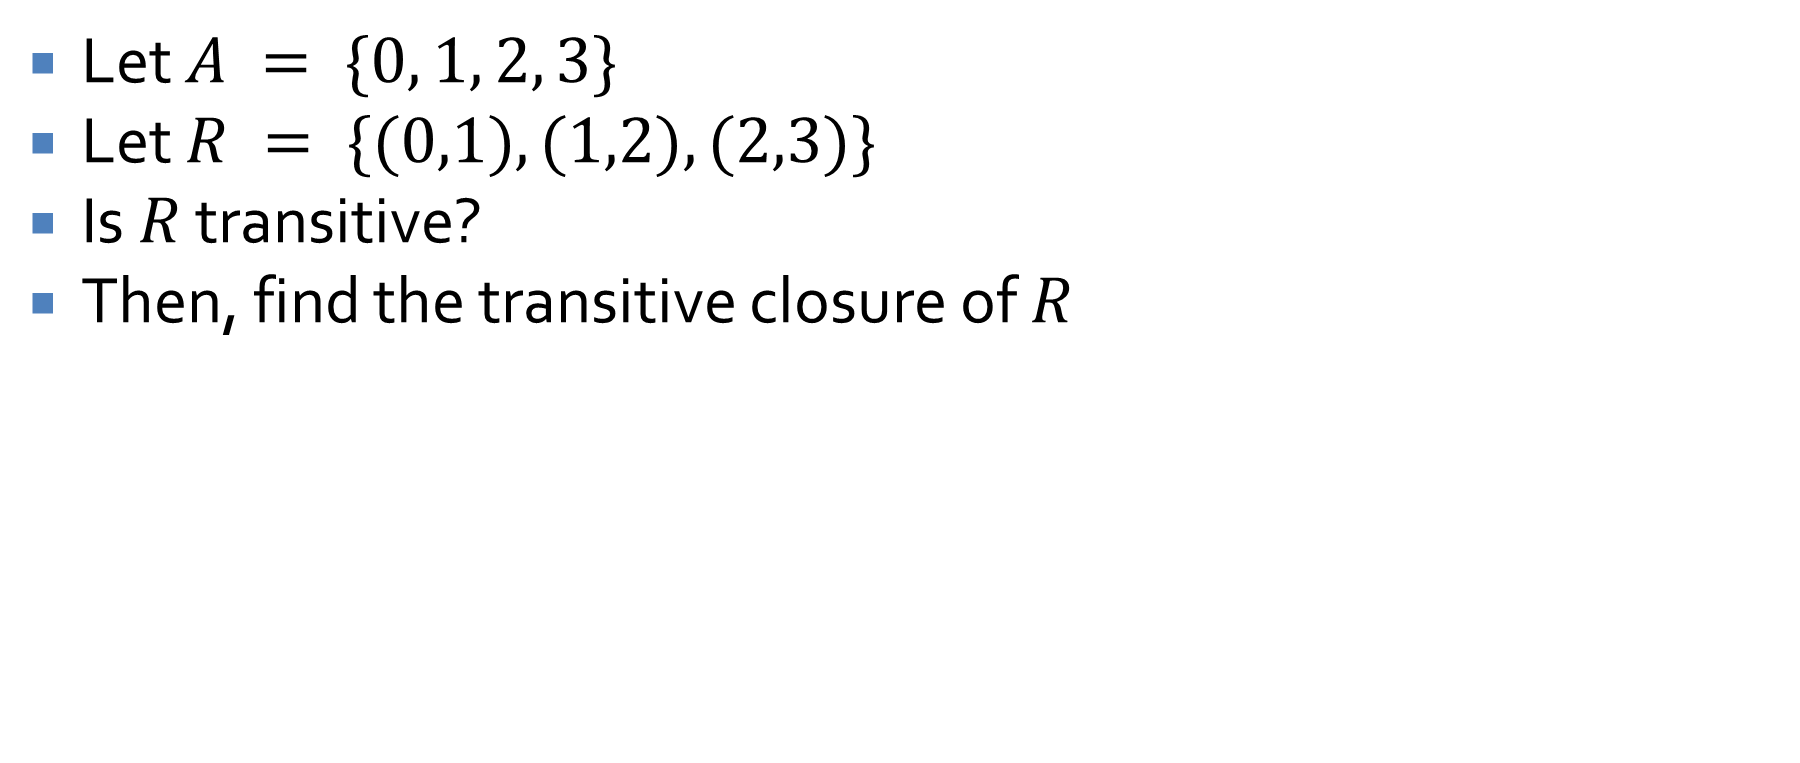 ▪ Let A = {0, 1, 2, 3}
▪ Let R = {(0,1), (1,2), (2,3)}
▪ Is R transitive?
▪ Then, find the transitive closure of R